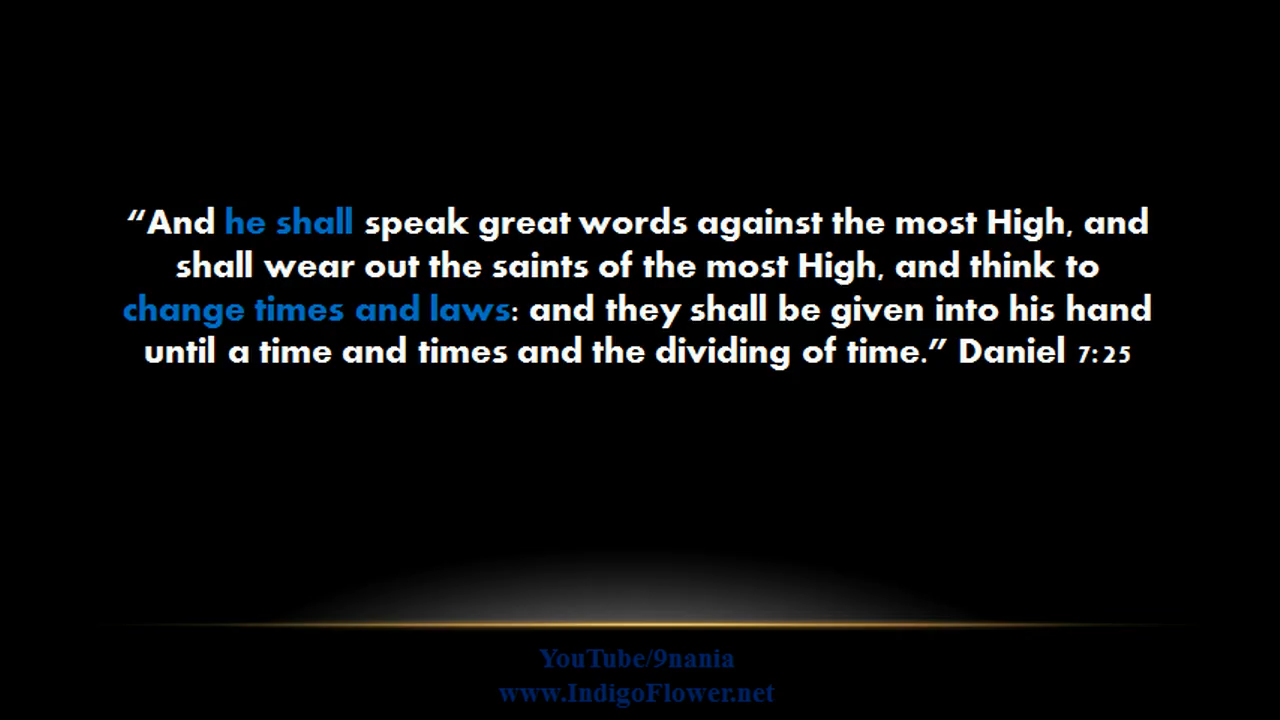 “And he shall speak great words against the most High, and
shall wear out the saints of the most High, and think to
change times and laws: and they shall be given into his hand
until a time and times and the dividing of time.” Daniel 7:25
YouTube/9nania
www.IndigoFlower.net